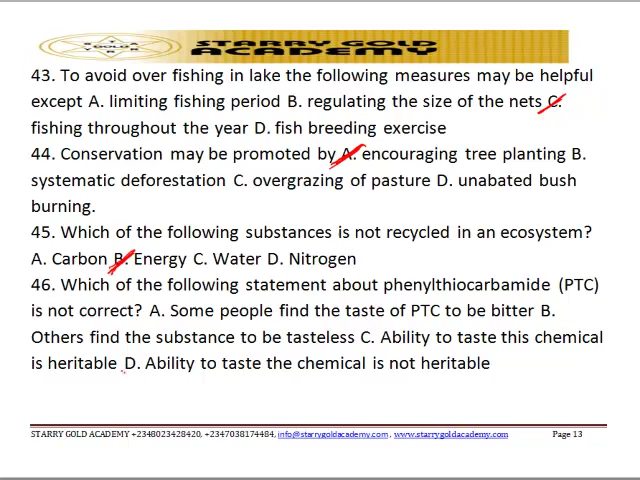 STAR
GOLD
STARRY GOLD
ACADEMY
43. To avoid over fishing in lake the following measures may be helpful
except A. limiting fishing period B. regulating the size of the nets C.
fishing throughout the year D. fish breeding exercise
44. Conservation may be promoted by A. encouraging tree planting B.
systematic deforestation C. overgrazing of pasture D. unabated bush
burning.
45. Which of the following substances is not recycled in an ecosystem?
A. Carbon B. Energy C. Water D. Nitrogen
46. Which of the following statement about phenylthiocarbamide (PTC)
is not correct? A. Some people find the taste of PTC to be bitter B.
Others find the substance to be tasteless C. Ability to taste this chemical
is heritable D. Ability to taste the chemical is not heritable
STARRY GOLD ACADEMY +2348023428420, +2347038174484, info@starrygoldacademy.com, www.starrygoldacademy.com Page 13